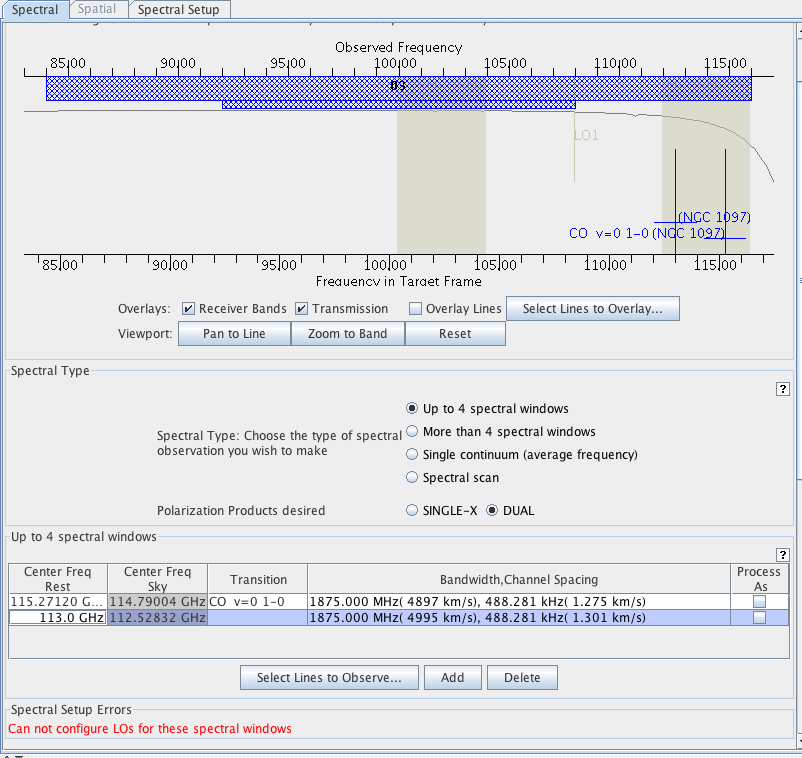 Spectral Spatial Spectral Setup
Observed Frequency
85.00 90.00 95.00 100.00 105.00 110.00 115.00
LO1
(NGC 1097)
CO v=0 1-0 (NGC 1097)
85.00 90.00 95.00 100.00 105.00 110.00 115.00
Frequency in Target Frame
Overlays: Receiver Bands Transmission Overlay Lines Select Lines to Overlay...
Viewport: Pan to Line Zoom to Band Reset
Spectral Type
?
Up to 4 spectral windows
Spectral Type: Choose the type of spectral
More than 4 spectral windows
observation you wish to make
Single continuum (average frequency)
Spectral scan
Polarization Products desired SINGLE-X DUAL
Up to 4 spectral windows
?
Center Freq Center Freq Transition Bandwidth,Channel Spacing Process
Rest Sky As
115.27120 G... 114.79004 GHz CO v=0 1-0 1875.000 MHz( 4897 km/s), 488.281 kHz( 1.275 km/s)
113.0 GHz 112.52832 GHz 1875.000 MHz( 4995 km/s), 488.281 kHz( 1.301 km/s)
Select Lines to Observe... Add Delete
Spectral Setup Errors
Can not configure LOs for these spectral windows